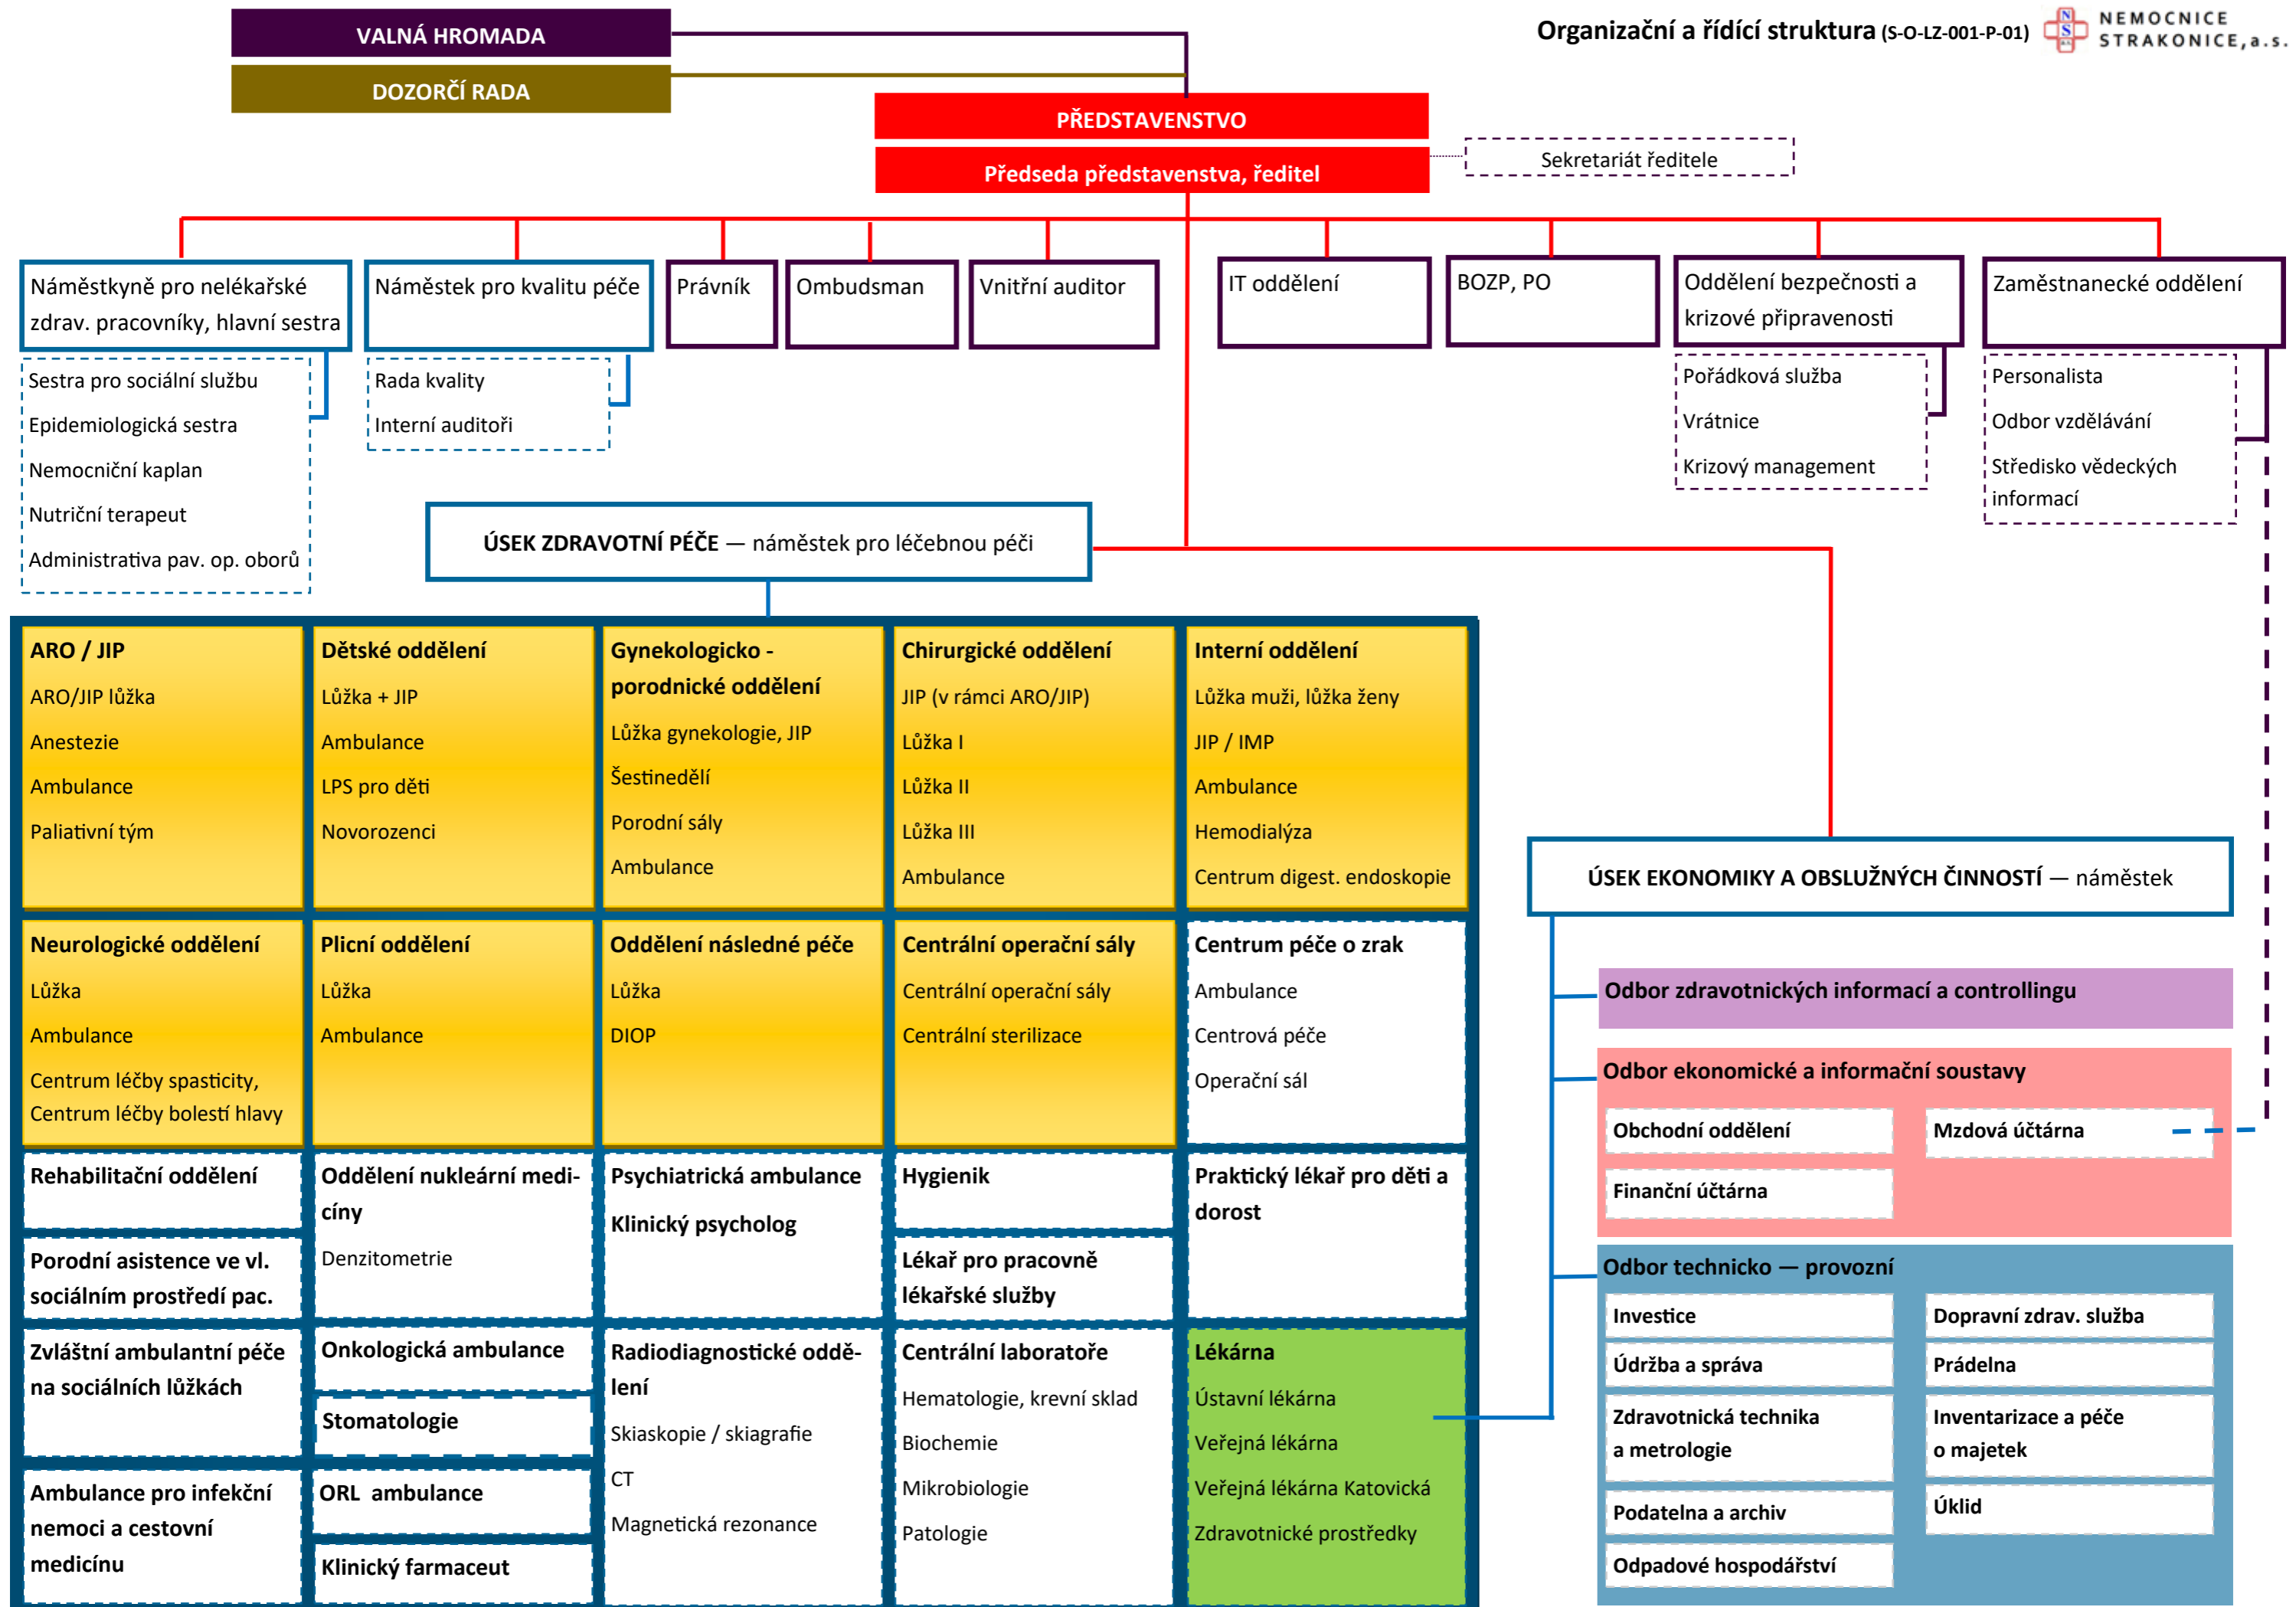 VALNÁ HROMADA
DOZORČÍ RADA
Organizační a řídící struktura (S-O-LZ-001-P-01)
NS a.s.
NEMOCNICE
STRAKONICE, a.s.
PŘEDSTAVENSTVO
Předseda představenstva, ředitel
Sekretariát ředitele
Náměstkyně pro nelékařské
zdrav. pracovníky, hlavní sestra
Sestra pro sociální službu
Epidemiologická sestra
Nemocniční kaplan
Nutriční terapeut
Administrativa pav. op. oborů
Náměstek pro kvalitu péče
Rada kvality
Interní auditoři
Právník
Ombudsman
Vnitřní auditor
IT oddělení
BOZP, PO
Oddělení bezpečnosti a
krizové připravenosti
Pořádková služba
Vrátnice
Krizový management
Zaměstnanecké oddělení
Personalista
Odbor vzdělávání
Středisko vědeckých
informací
ÚSEK ZDRAVOTNÍ PÉČE — náměstek pro léčebnou péči
ARO / JIP
ARO/JIP lůžka
Anestezie
Ambulance
Paliativní tým
Dětské oddělení
Lůžka + JIP
Ambulance
LPS pro děti
Novorozenci
Gynekologicko -
porodnické oddělení
Lůžka gynekologie, JIP
Šestinedělí
Porodní sály
Ambulance
Chirurgické oddělení
JIP (v rámci ARO/JIP)
Lůžka I
Lůžka II
Lůžka III
Ambulance
Interní oddělení
Lůžka muži, lůžka ženy
JIP / IMP
Ambulance
Hemodialýza
Centrum digest. endoskopie
Neurologické oddělení
Lůžka
Ambulance
Centrum léčby spasticity,
Centrum léčby bolestí hlavy
Plicní oddělení
Lůžka
Ambulance
Oddělení následné péče
Lůžka
DIOP
Centrální operační sály
Centrální operační sály
Centrální sterilizace
Centrum péče o zrak
Ambulance
Centrová péče
Operační sál
Rehabilitační oddělení
Porodní asistence ve vl.
sociálním prostředí pac.
Zvláštní ambulantní péče
na sociálních lůžkách
Ambulance pro infekční
nemoci a cestovní
medicínu
Oddělení nukleární medi-
cíny
Denzitometrie
Onkologická ambulance
Stomatologie
ORL ambulance
Klinický farmaceut
Psychiatrická ambulance
Klinický psycholog
Radiodiagnostické oddě-
lení
Skiaskopie / skiagrafie
CT
Magnetická rezonance
Hygienik
Lékař pro pracovně
lékařské služby
Centrální laboratoře
Hematologie, krevní sklad
Biochemie
Mikrobiologie
Patologie
Praktický lékař pro děti a
dorost
Lékárna
Ústavní lékárna
Veřejná lékárna
Veřejná lékárna Katovická
Zdravotnické prostředky
ÚSEK EKONOMIKY A OBSLUŽNÝCH ČINNOSTÍ — náměstek
Odbor zdravotnických informací a controllingu
Odbor ekonomické a informační soustavy
Obchodní oddělení
Mzdová účtárna
Finanční účtárna
Odbor technicko — provozní
Investice
Dopravní zdrav. služba
Údržba a správa
Prádelna
Zdravotnická technika
a metrologie
Inventarizace a péče
o majetek
Podatelna a archiv
Úklid
Odpadové hospodářství